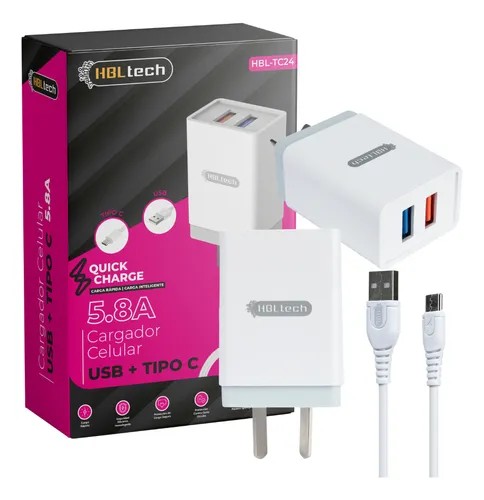 HBLtech
HBL-TC24
HBLtech
TIPO C
USB
QUICK
CHARGE
CARGA RÁPIDA | CARGA INTELIGENTE
5.8A
Cargador
Celular
USB + TIPO C
HBLtech
Cargador Celular
USB + TIPO C 5.8A
HBLtech
HBLtech